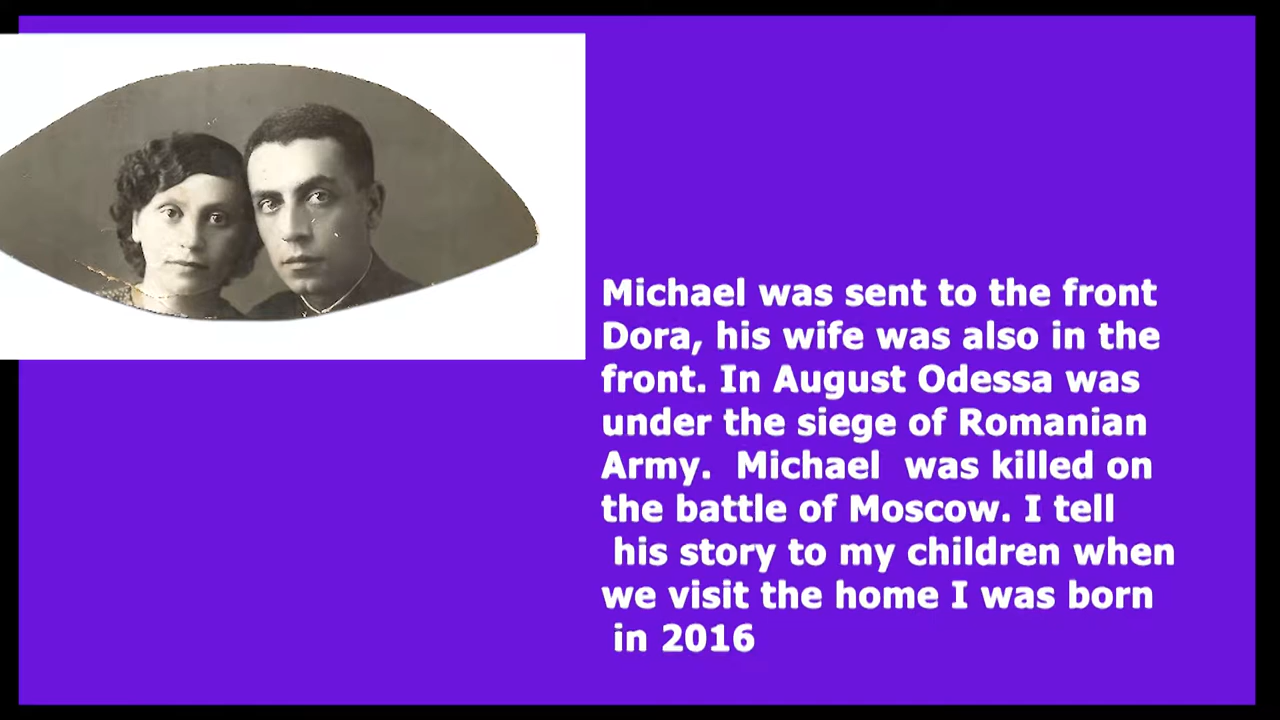 Michael was sent to the front
Dora, his wife was also in the
front. In August Odessa was
under the siege of Romanian
Army. Michael was killed on
the battle of Moscow. I tell
his story to my children when
we visit the home I was born
in 2016